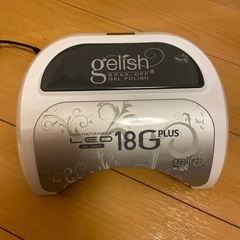 gelish
SOAK-OFF
GEL POLISH
HIGH PERFORMANCE
LED
18G PLUS
gelish